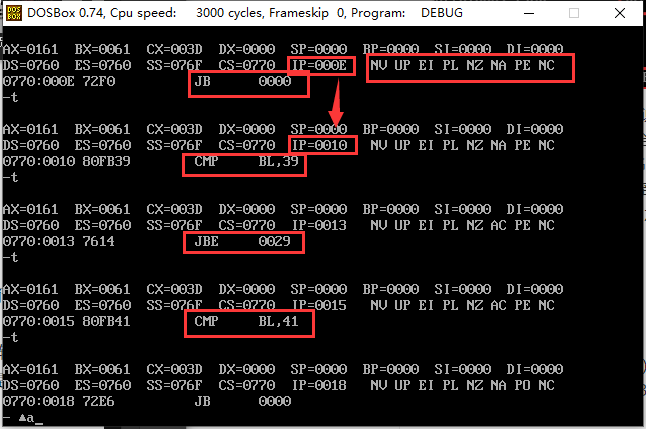 DOS BOX DOSBox 0.74, Cpu speed: 3000 cycles, Frameskip 0, Program: DEBUG
AX=0161 BX=0061 CX=003D DX=0000 SP=0000 BP=0000 SI=0000 DI=0000
DS=0760 ES=0760 SS=076F CS=0770 IP=000E NV UP EI PL NZ NA PE NC
0770:000E 72F0 JB 0000
-t
AX=0161 BX=0061 CX=003D DX=0000 SP=0000 BP=0000 SI=0000 DI=0000
DS=0760 ES=0760 SS=076F CS=0770 IP=0010 NV UP EI PL NZ NA PE NC
0770:0010 80FB39 CMP BL,39
-t
AX=0161 BX=0061 CX=003D DX=0000 SP=0000 BP=0000 SI=0000 DI=0000
DS=0760 ES=0760 SS=076F CS=0770 IP=0013 NV UP EI PL NZ AC PE NC
0770:0013 7614 JBE 0029
-t
AX=0161 BX=0061 CX=003D DX=0000 SP=0000 BP=0000 SI=0000 DI=0000
DS=0760 ES=0760 SS=076F CS=0770 IP=0015 NV UP EI PL NZ AC PE NC
0770:0015 80FB41 CMP BL,41
-t
AX=0161 BX=0061 CX=003D DX=0000 SP=0000 BP=0000 SI=0000 DI=0000
DS=0760 ES=0760 SS=076F CS=0770 IP=0018 NV UP EI PL NZ NA PO NC
0770:0018 72E6 JB 0000
- ▲a_